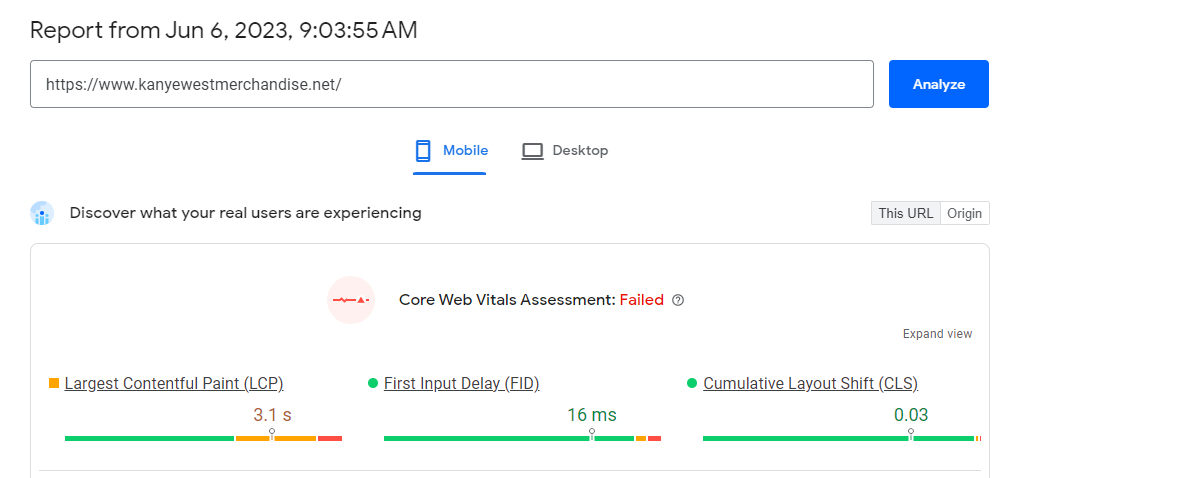 Report from Jun 6, 2023, 9:03:55 AM
https://www.kanyewestmerchandise.net/
Analyze
Mobile
Desktop
Discover what your real users are experiencing
This URL
Origin
Core Web Vitals Assessment: Failed
Expand view
Largest Contentful Paint (LCP)
3.1 s
First Input Delay (FID)
16 ms
Cumulative Layout Shift (CLS)
0.03